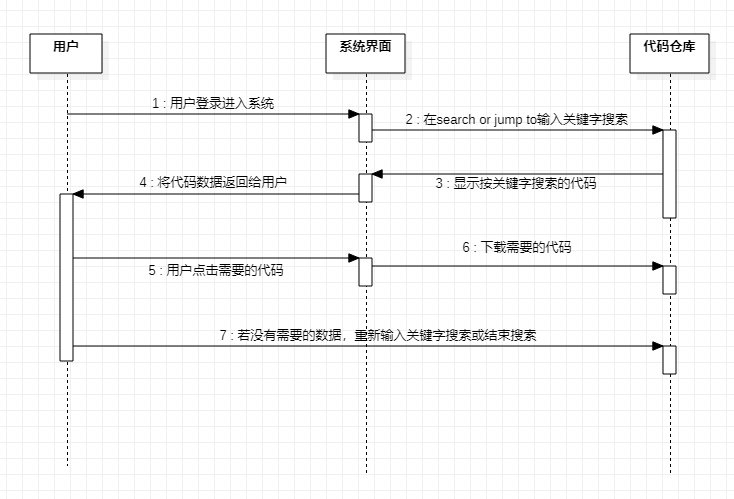 用户
系统界面
代码仓库
1 : 用户登录进入系统
2 : 在search or jump to输入关键字搜索
3 : 显示按关键字搜索的代码
4 : 将代码数据返回给用户
5 : 用户点击需要的代码
6 : 下载需要的代码
7 : 若没有需要的数据，重新输入关键字搜索或结束搜索